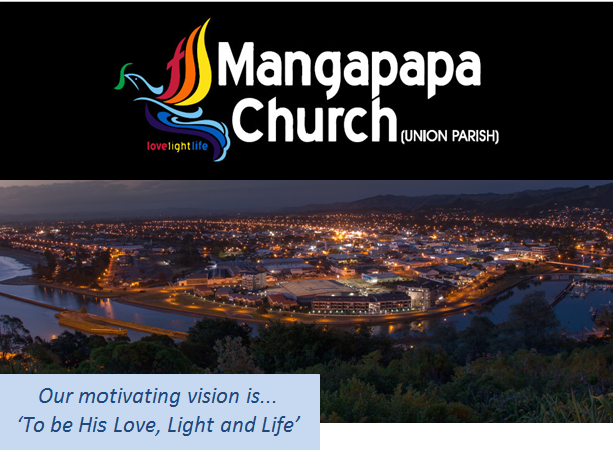 Mangapapa
Church (UNION PARISH)
lovelightlife
Our motivating vision is...
‘To be His Love, Light and Life’